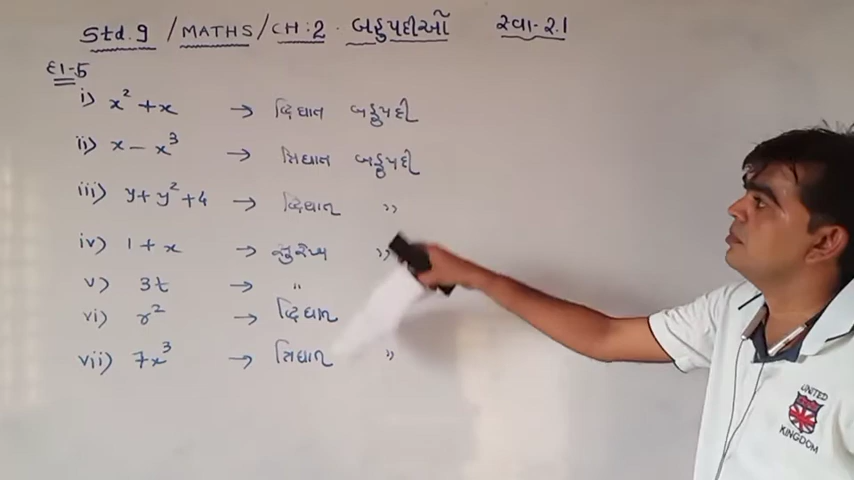 Std. 9 / MATHS / CH: 2. બહુપદીઓ સ્વા-2.1
દા-5
i) x² + x → દ્વિઘાત બહુપદી
ii) x - x³ → ત્રિઘાત બહુપદી
iii) y + y² + 4 → દ્વિઘાત "
iv) 1 + x → સુરેખ "
v) 3t → "
vi) r² → દ્વિઘાત
vii) 7x³ → ત્રિઘાત "
UNITED
KINGDOM